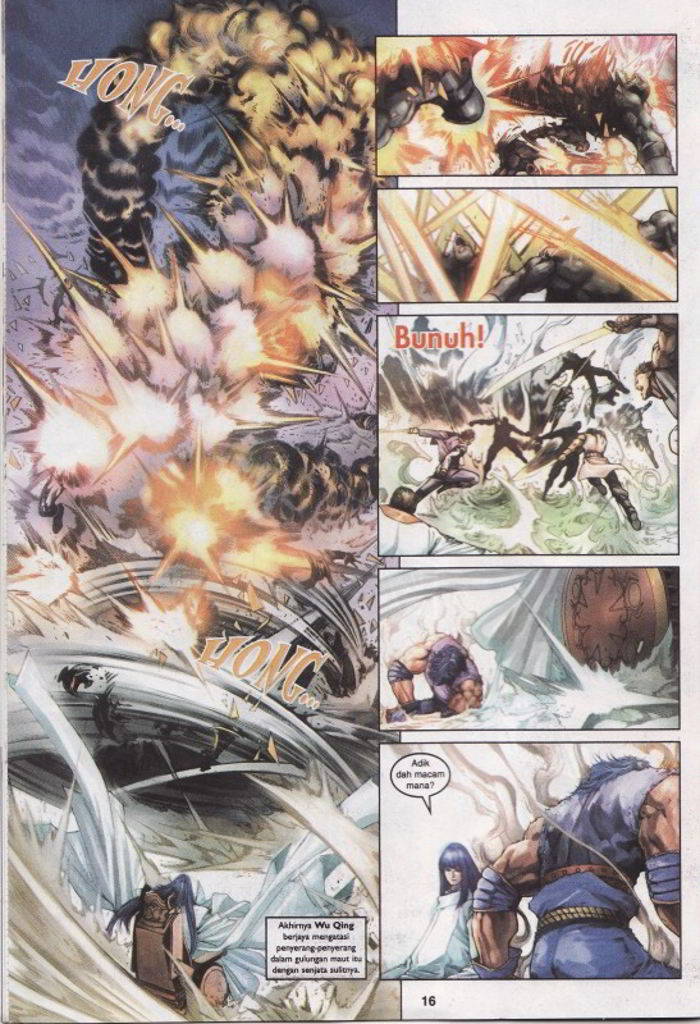 HONG...
HONG...
Akhirnya Wu Qing
berjaya mengatasi
penyerang-penyerang
dalam gulungan maut itu
dengan senjata sulitnya.
Bunuh!
Adik
dah macam
mana?
16